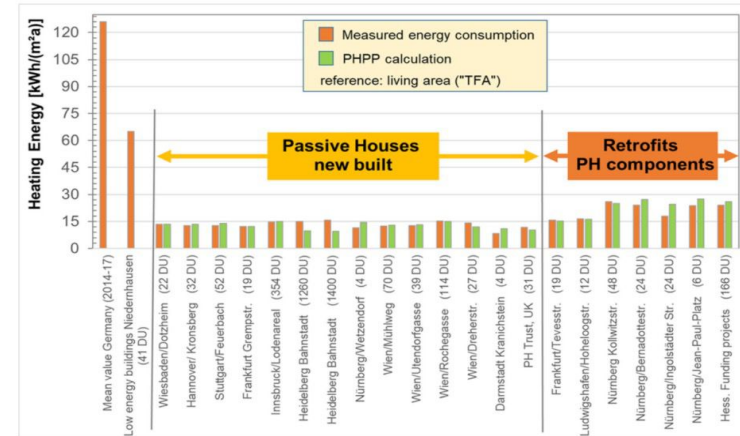 Heating Energy [kWh/(m²a)]
120
105
90
75
60
45
30
15
0
Measured energy consumption
PHPP calculation
reference: living area ("TFA")
Passive Houses
new built
Retrofits
PH components
Mean value Germany (2014-17)
Low energy buildings Niedernhausen
(41 DU)
Wiesbaden/Dotzheim (22 DU)
Hannover/ Kronsberg (32 DU)
Stuttgart/Feuerbach (52 DU)
Frankfurt Grempstr. (19 DU)
Innsbruck/Lodenareal (354 DU)
Heidelberg Bahnstadt (1260 DU)
Heidelberg Bahnstadt (1400 DU)
Nürnberg/Wetzendorf (4 DU)
Wien/Mühlweg (70 DU)
Wien/Utendorfgasse (39 DU)
Wien/Rochegasse (114 DU)
Wien/Dreherstr. (27 DU)
Darmstadt Kranichstein (4 DU)
PH Trust, UK (31 DU)
Frankfurt/Tevesstr. (19 DU)
Ludwigshafen/Hoheloogstr. (12 DU)
Nürnberg Kollwitzstr. (48 DU)
Nürnberg/Bernadottestr. (24 DU)
Nürnberg/Ingolstädter Str. (24 DU)
Nürnberg/Jean-Paul-Platz (6 DU)
Hess. Funding projects (166 DU)